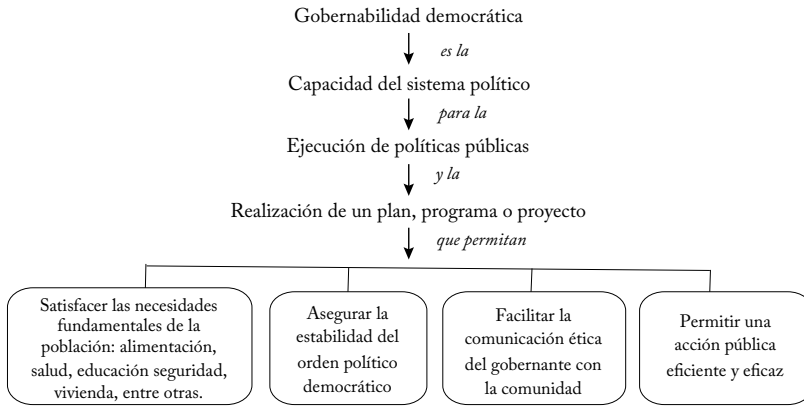 Gobernabilidad democrática
es la
Capacidad del sistema político
para la
Ejecución de políticas públicas
y la
Realización de un plan, programa o proyecto
que permitan
Satisfacer las necesidades
fundamentales de la
población: alimentación,
salud, educación seguridad,
vivienda, entre otras.
Asegurar la
estabilidad del
orden político
democrático
Facilitar la
comunicación ética
del gobernante con
la comunidad
Permitir una
acción pública
eficiente y eficaz